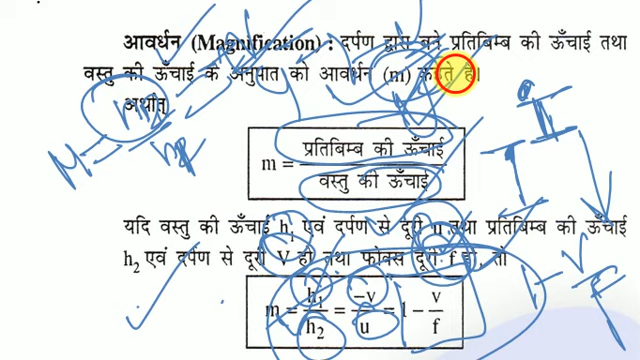 आवर्धन (Magnification) : दर्पण द्वारा बने प्रतिबिम्ब की ऊँचाई तथा
वस्तु की ऊँचाई के अनुपात को आवर्धन (m) कहते हैं।
अर्थात्
m = प्रतिबिम्ब की ऊँचाई / वस्तु की ऊँचाई
यदि वस्तु की ऊँचाई h₁ एवं दर्पण से दूरी u तथा प्रतिबिम्ब की ऊँचाई
h₂ एवं दर्पण से दूरी V हो तथा फोकस दूरी f हो, तो
m = h₁/h₂ = -v/u = 1 - v/f